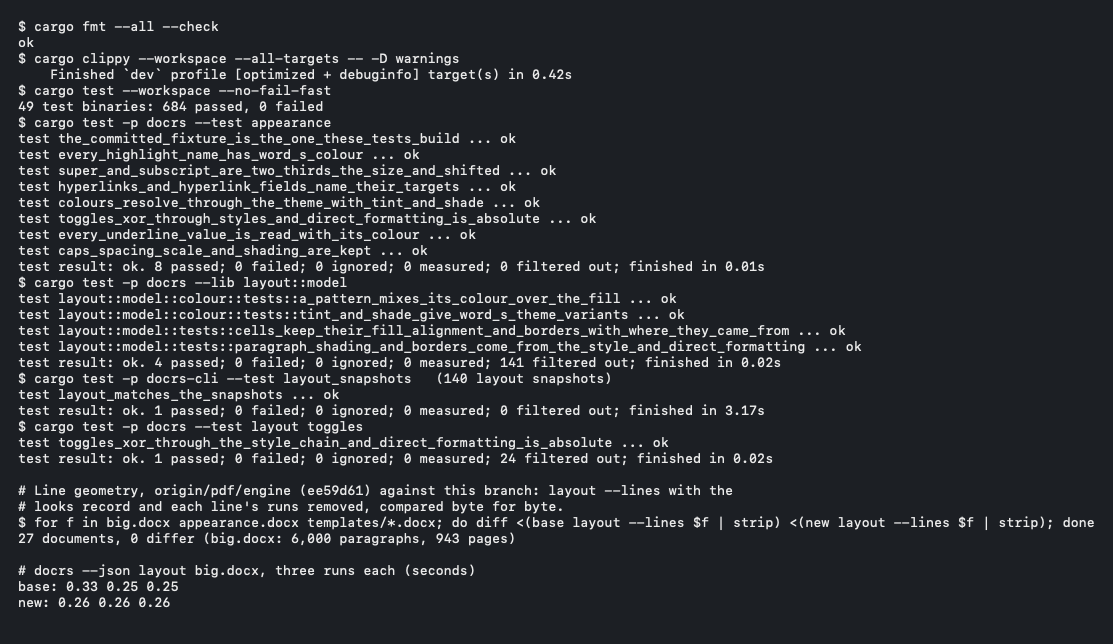 $ cargo fmt --all --check
ok
$ cargo clippy --workspace --all-targets -- -D warnings
    Finished `dev` profile [optimized + debuginfo] target(s) in 0.42s
$ cargo test --workspace --no-fail-fast
49 test binaries: 684 passed, 0 failed
$ cargo test -p docrs --test appearance
test the_committed_fixture_is_the_one_these_tests_build ... ok
test every_highlight_name_has_word_s_colour ... ok
test super_and_subscript_are_two_thirds_the_size_and_shifted ... ok
test hyperlinks_and_hyperlink_fields_name_their_targets ... ok
test colours_resolve_through_the_theme_with_tint_and_shade ... ok
test toggles_xor_through_styles_and_direct_formatting_is_absolute ... ok
test every_underline_value_is_read_with_its_colour ... ok
test caps_spacing_scale_and_shading_are_kept ... ok
test result: ok. 8 passed; 0 failed; 0 ignored; 0 measured; 0 filtered out; finished in 0.01s
$ cargo test -p docrs --lib layout::model
test layout::model::colour::tests::a_pattern_mixes_its_colour_over_the_fill ... ok
test layout::model::colour::tests::tint_and_shade_give_word_s_theme_variants ... ok
test layout::model::tests::cells_keep_their_fill_alignment_and_borders_with_where_they_came_from ... ok
test layout::model::tests::paragraph_shading_and_borders_come_from_the_style_and_direct_formatting ... ok
test result: ok. 4 passed; 0 failed; 0 ignored; 0 measured; 141 filtered out; finished in 0.02s
$ cargo test -p docrs-cli --test layout_snapshots   (140 layout snapshots)
test layout_matches_the_snapshots ... ok
test result: ok. 1 passed; 0 failed; 0 ignored; 0 measured; 0 filtered out; finished in 3.17s
$ cargo test -p docrs --test layout toggles
test toggles_xor_through_the_style_chain_and_direct_formatting_is_absolute ... ok
test result: ok. 1 passed; 0 failed; 0 ignored; 0 measured; 24 filtered out; finished in 0.02s

# Line geometry, origin/pdf/engine (ee59d61) against this branch: layout --lines with the
# looks record and each line's runs removed, compared byte for byte.
$ for f in big.docx appearance.docx templates/*.docx; do diff <(base layout --lines $f | strip) <(new layout --lines $f | strip); done
27 documents, 0 differ (big.docx: 6,000 paragraphs, 943 pages)

# docrs --json layout big.docx, three runs each (seconds)
base: 0.33 0.25 0.25
new: 0.26 0.26 0.26